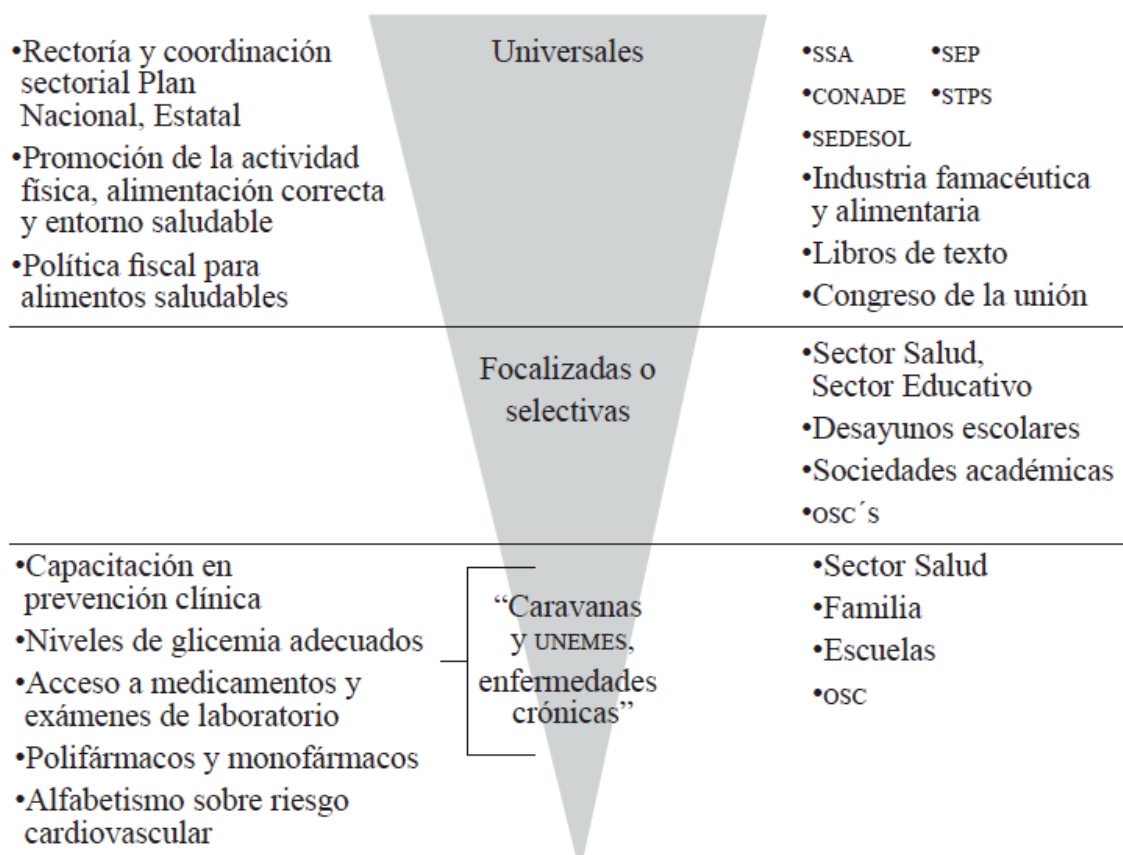 •Rectoría y coordinación
sectorial Plan
Nacional, Estatal
•Promoción de la actividad
física, alimentación correcta
y entorno saludable
•Política fiscal para
alimentos saludables
Universales
•SSA •SEP
•CONADE •STPS
•SEDESOL
•Industria famacéutica
y alimentaria
•Libros de texto
•Congreso de la unión
Focalizadas o
selectivas
•Sector Salud,
Sector Educativo
•Desayunos escolares
•Sociedades académicas
•OSC´S
•Capacitación en
prevención clínica
•Niveles de glicemia adecuados
•Acceso a medicamentos y
exámenes de laboratorio
•Polifármacos y monofármacos
•Alfabetismo sobre riesgo
cardiovascular
“Caravanas
y UNEMES,
enfermedades
crónicas”
•Sector Salud
•Familia
•Escuelas
•OSC